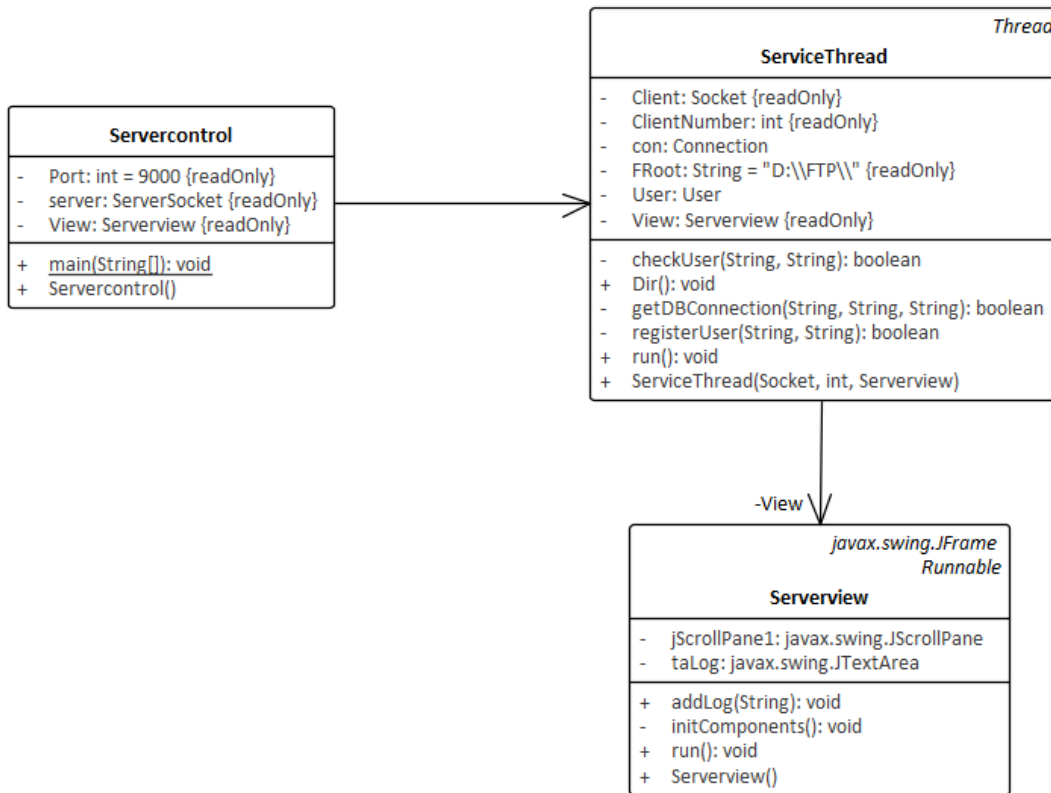 Servercontrol
- Port: int = 9000 {readOnly}
- server: ServerSocket {readOnly}
- View: Serverview {readOnly}
+ main(String[]): void
+ Servercontrol()
Thread
ServiceThread
- Client: Socket {readOnly}
- ClientNumber: int {readOnly}
- con: Connection
- FRoot: String = "D:\\FTP\\" {readOnly}
- User: User
- View: Serverview {readOnly}
- checkUser(String, String): boolean
+ Dir(): void
- getDBConnection(String, String, String): boolean
- registerUser(String, String): boolean
+ run(): void
+ ServiceThread(Socket, int, Serverview)
-View
javax.swing.JFrame
Runnable
Serverview
- jScrollPane1: javax.swing.JScrollPane
- taLog: javax.swing.JTextArea
+ addLog(String): void
- initComponents(): void
+ run(): void
+ Serverview()